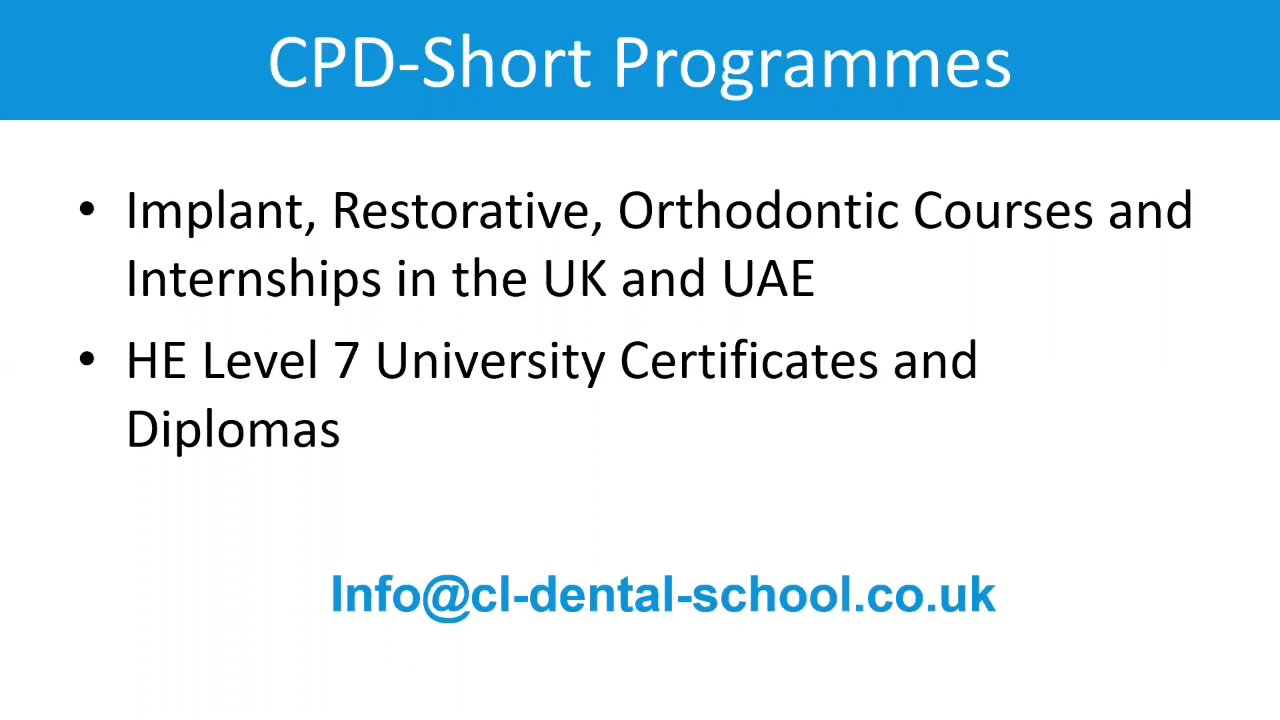 CPD-Short Programmes
• Implant, Restorative, Orthodontic Courses and
Internships in the UK and UAE
• HE Level 7 University Certificates and
Diplomas
Info@cl-dental-school.co.uk